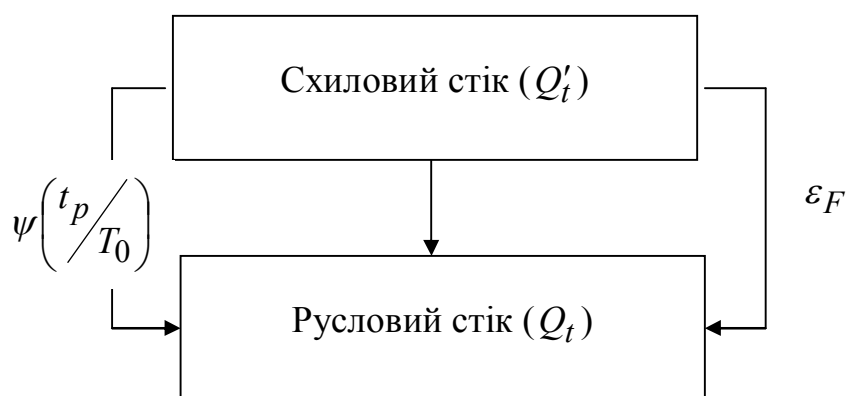 Схиловий стік (Q′t)
ψ(tp/T0)
εF
Русловий стік (Qt)